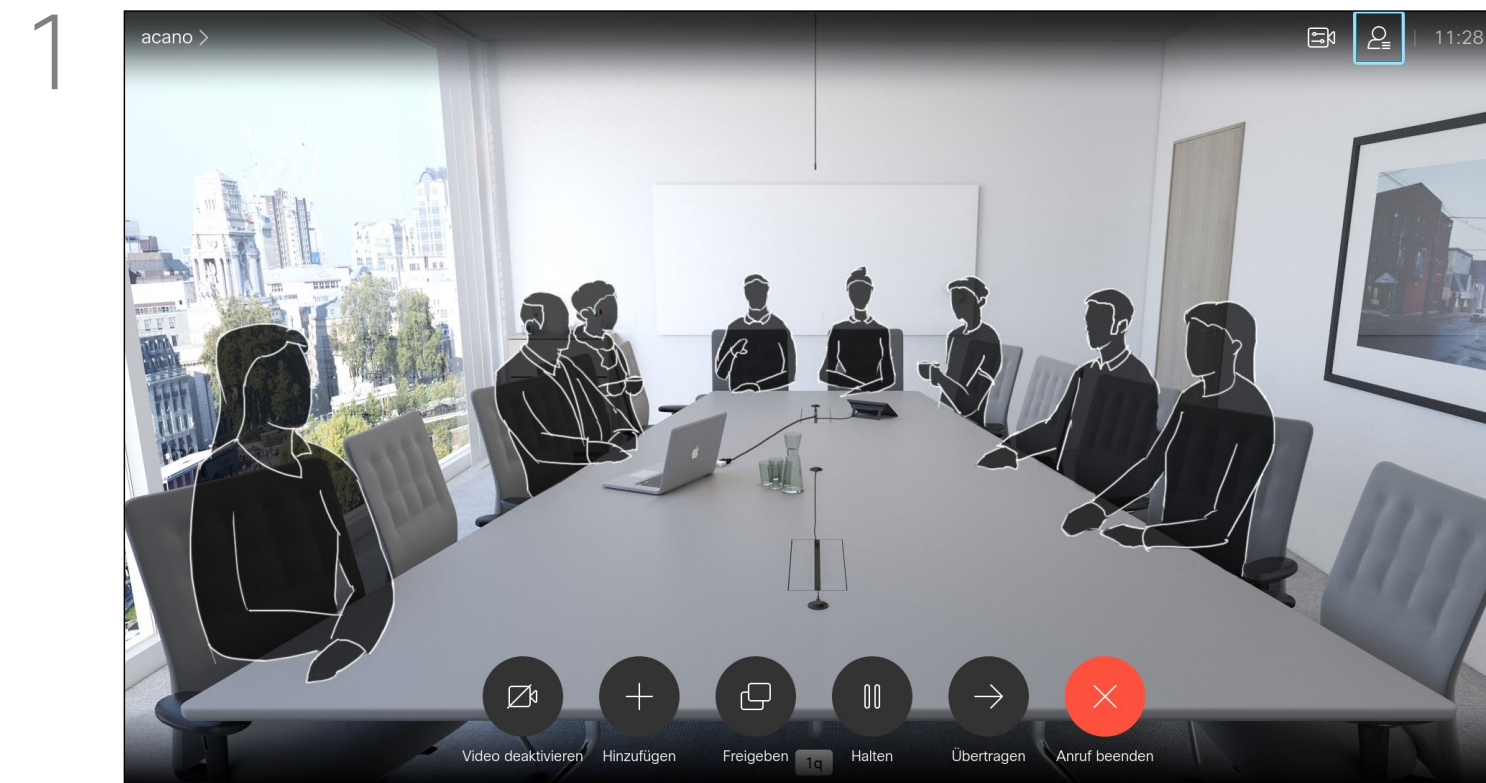 1
acano >
11:28
Video deaktivieren Hinzufügen Freigeben 1q Halten Übertragen Anruf beenden